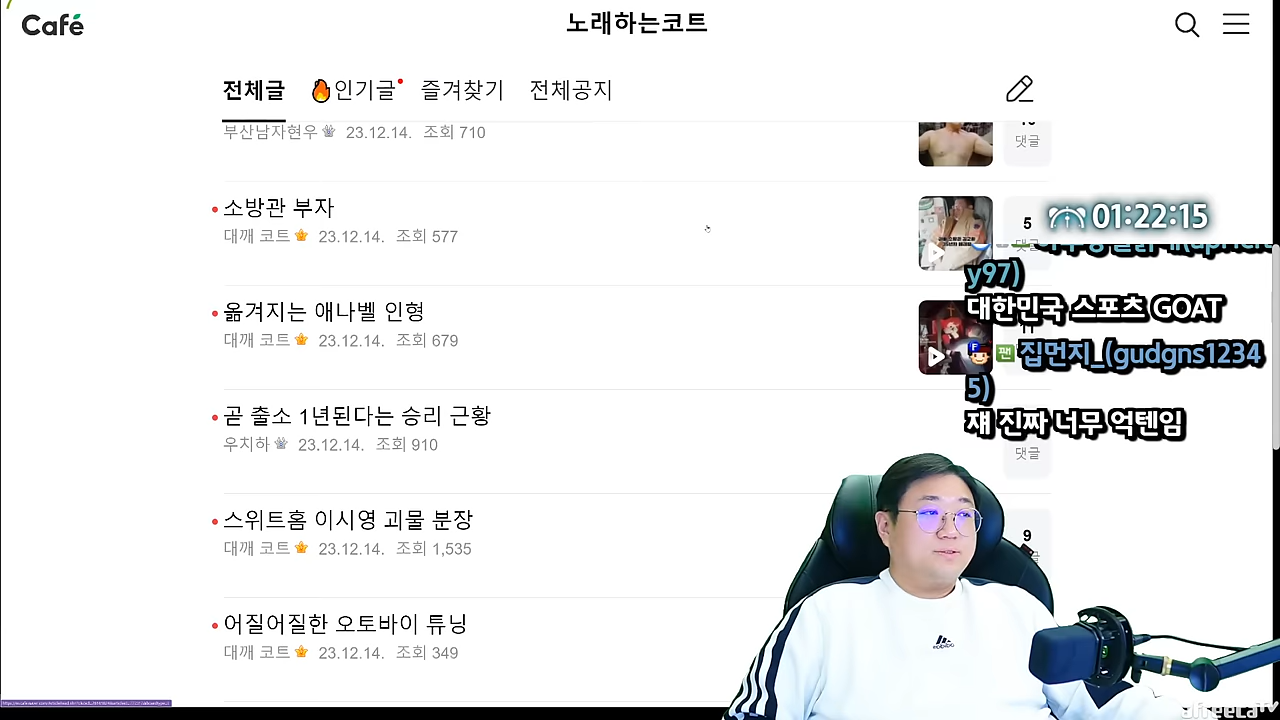 Café
노래하는코트
전체글 인기글 즐겨찾기 전체공지
부산남자현우 23.12.14. 조회 710
댓글
소방관 부자
대깨 코트 23.12.14. 조회 577
5
01:22:15
y97)
대한민국 스포츠 GOAT
옮겨지는 애나벨 인형
대깨 코트 23.12.14. 조회 679
팬 집먼지_(gudgns1234
5)
쟤 진짜 너무 억텐임
곧 출소 1년된다는 승리 근황
우치하 23.12.14. 조회 910
댓글
스위트홈 이시영 괴물 분장
대깨 코트 23.12.14. 조회 1,535
9
어질어질한 오토바이 튜닝
대깨 코트 23.12.14. 조회 349
afreecaTV